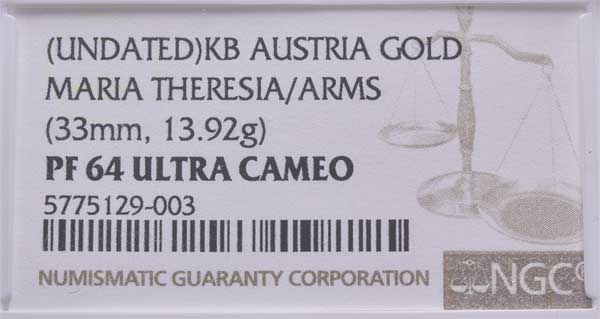 (UNDATED)KB AUSTRIA GOLD
MARIA THERESIA/ARMS
(33mm, 13.92g)
PF 64 ULTRA CAMEO
5775129-003
NUMISMATIC GUARANTY CORPORATION
NGC®